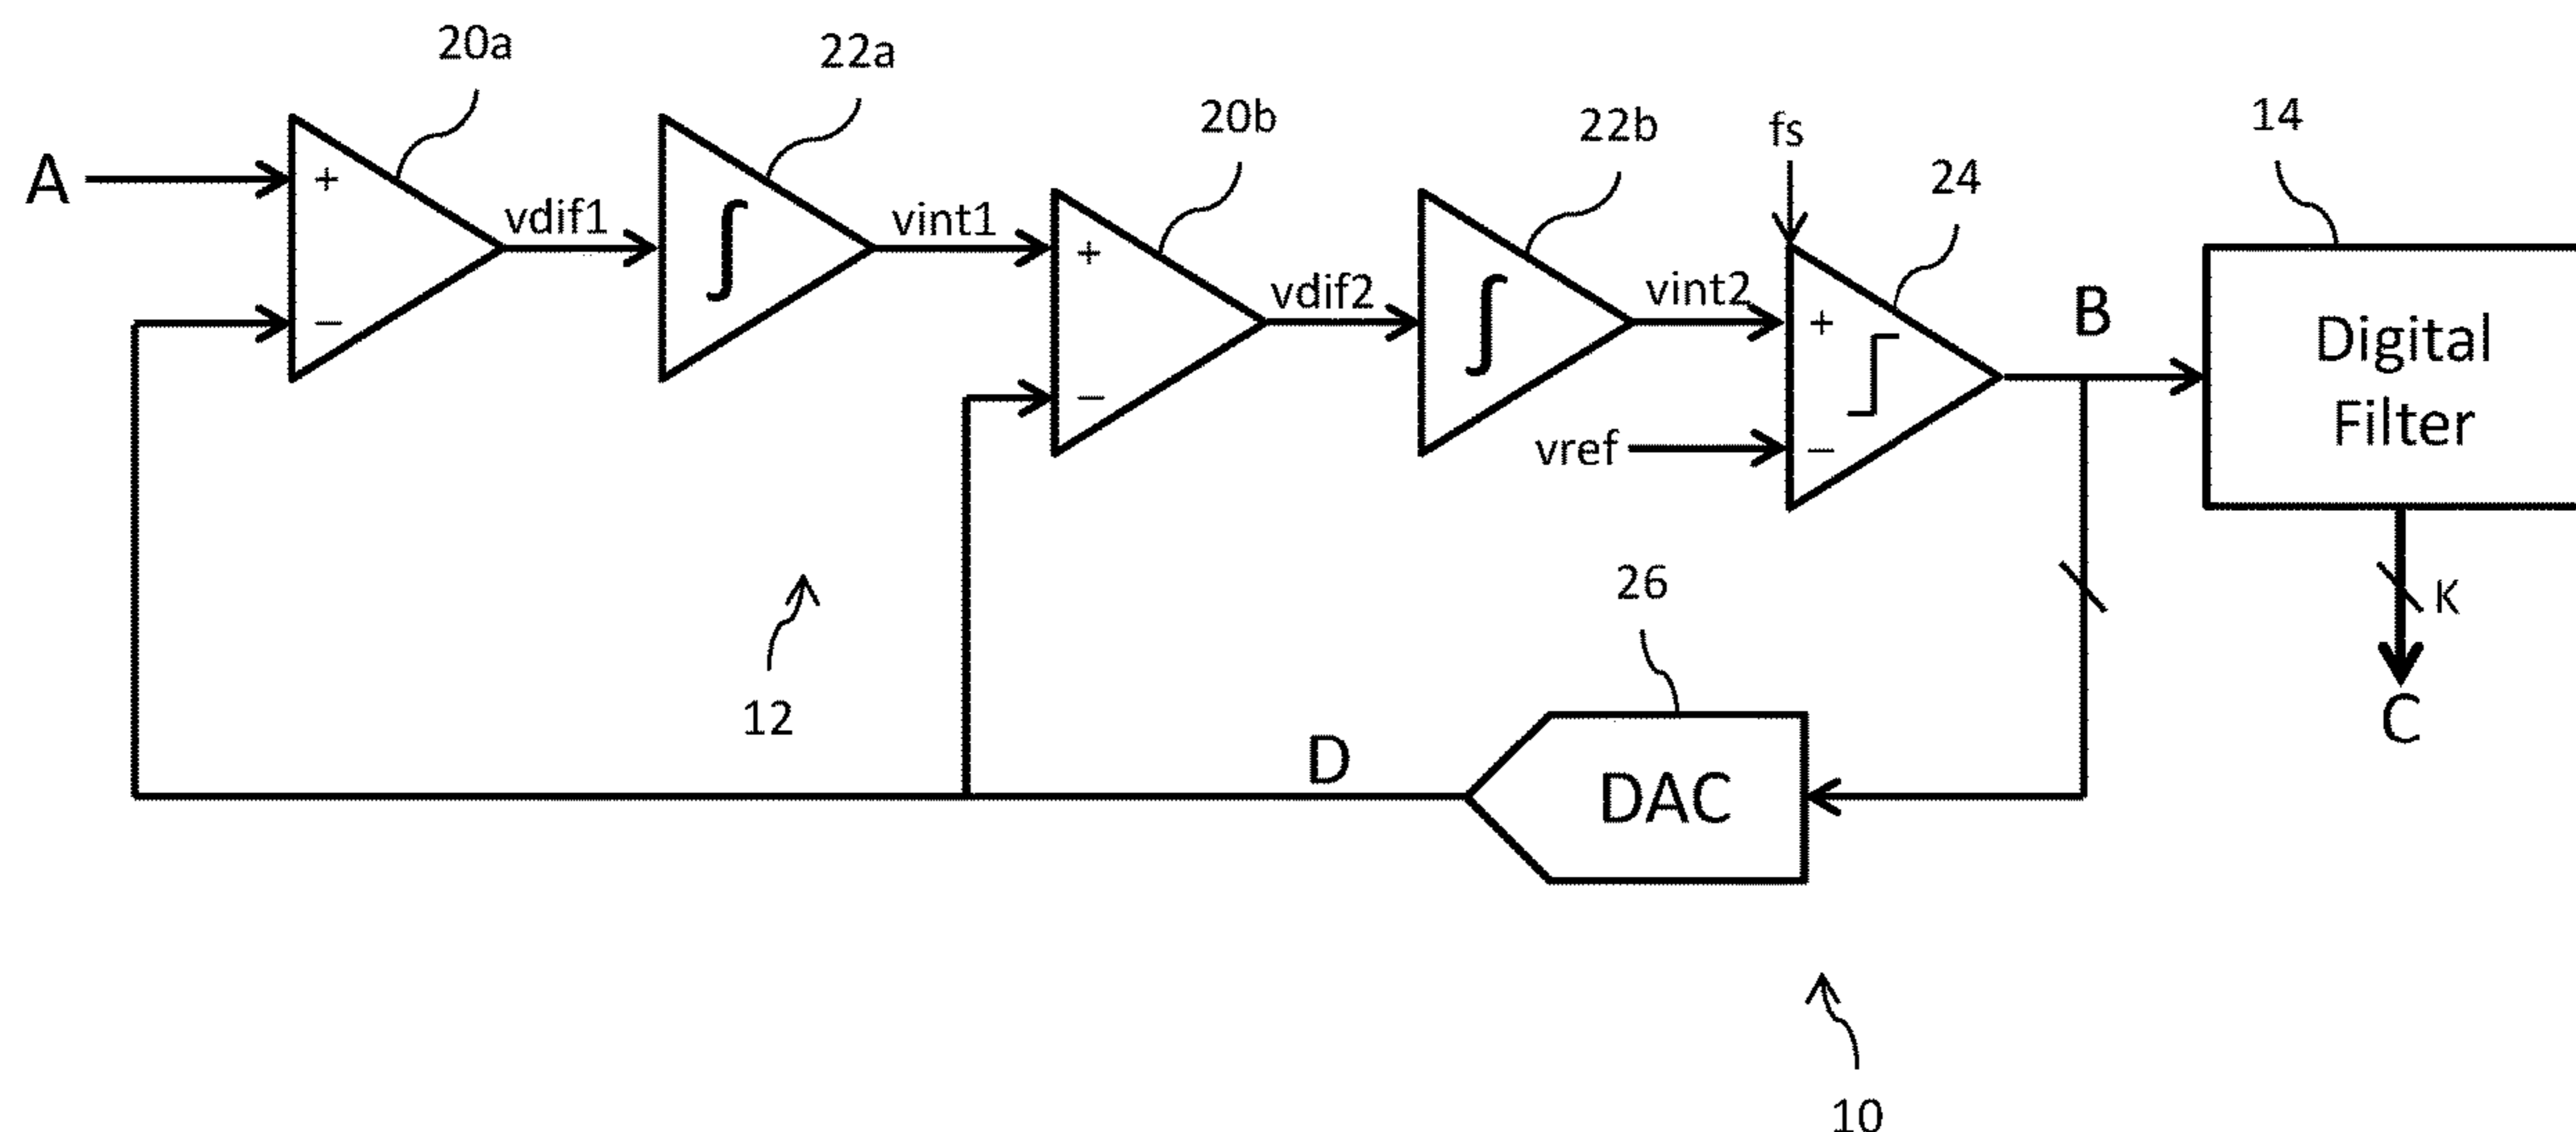 20a
22a
20b
22b
fs
24
14
A
+
vdif1
∫
vint1
+
vdif2
∫
vint2
+
B
Digital
Filter
−
−
vref
−
26
K
12
D
DAC
C
10